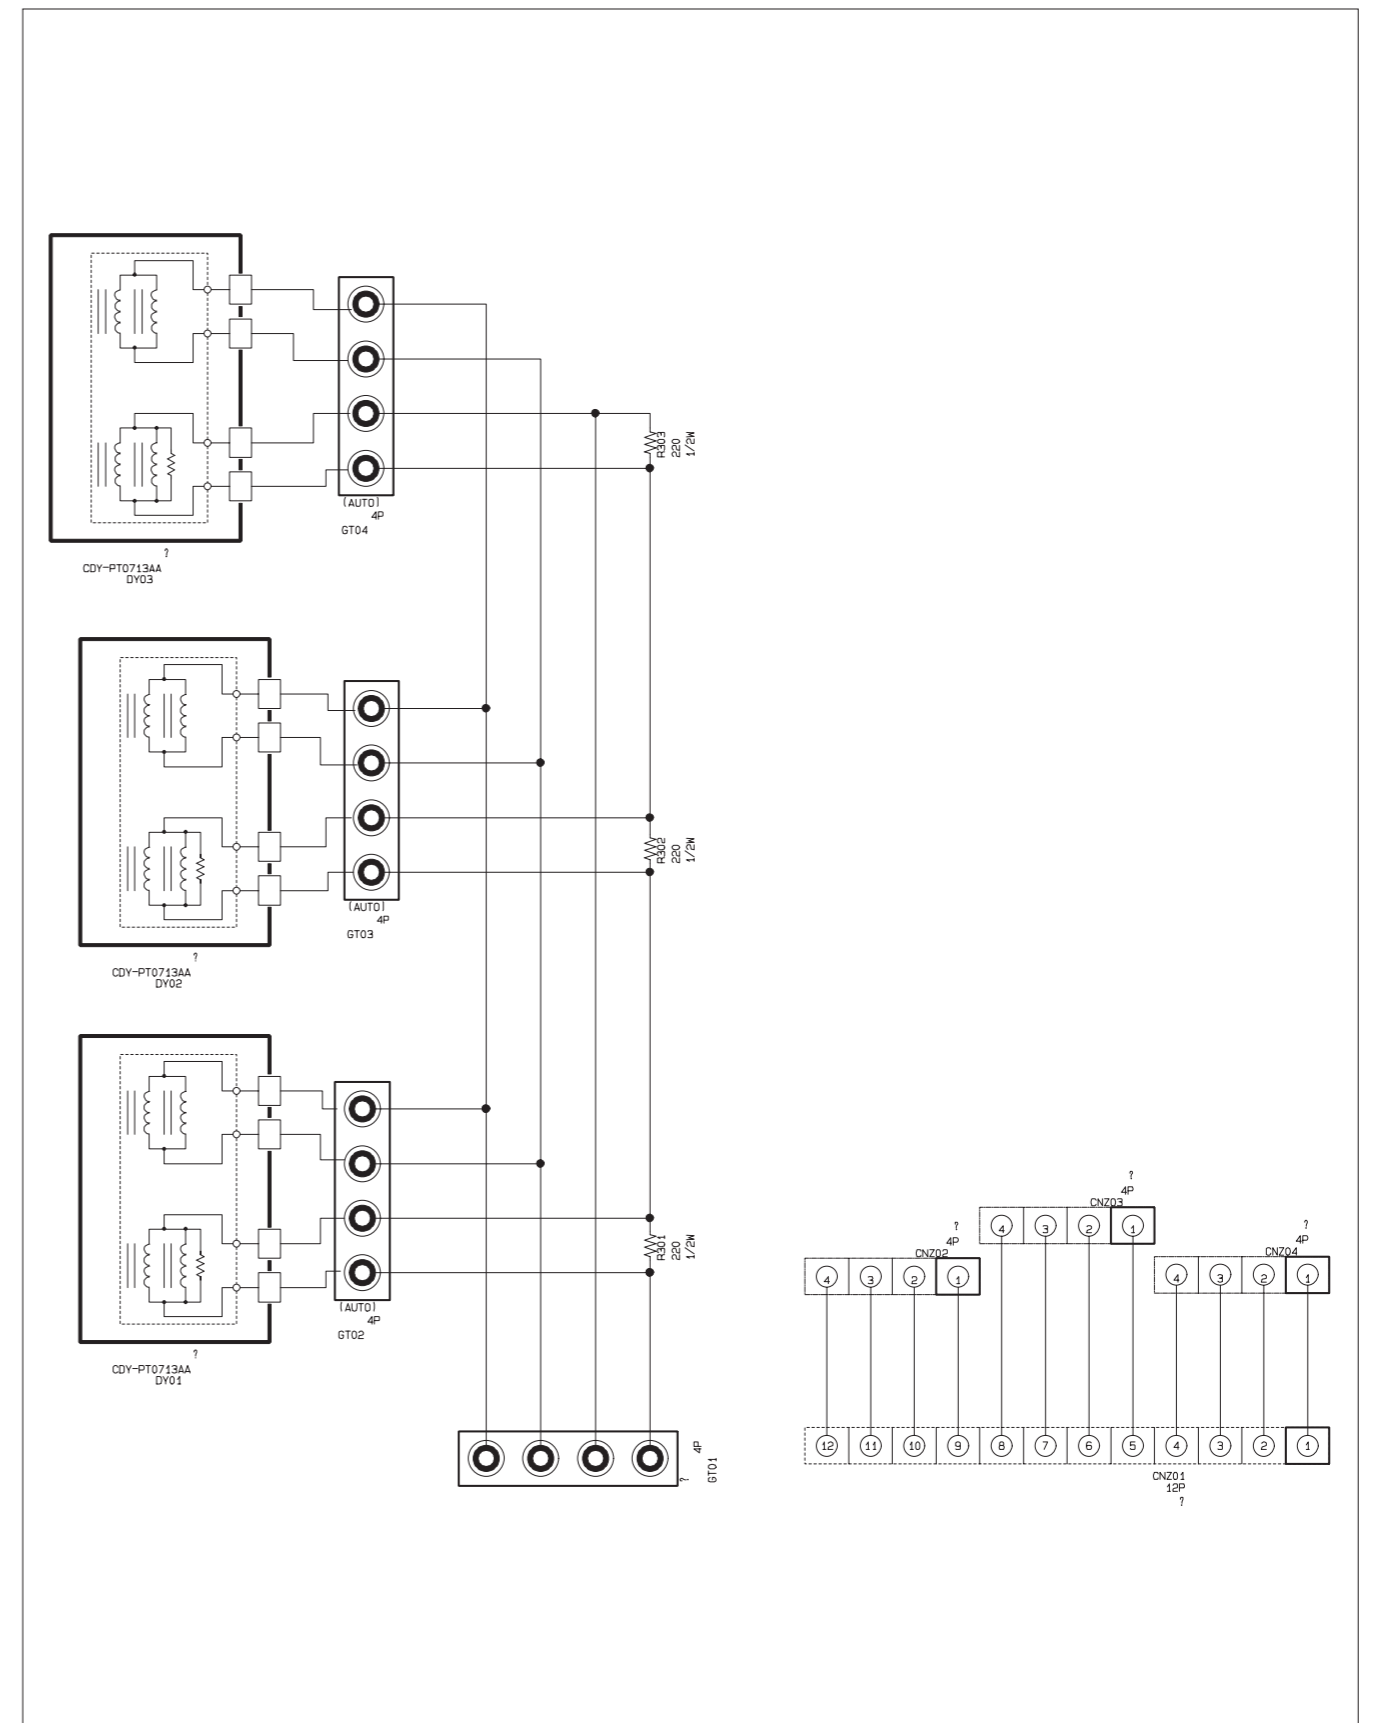 R303
220
1/2W
(AUTO)
4P
GT04
?
CDY-PT0713AA
DY03
R302
220
1/2W
(AUTO)
4P
GT03
?
CDY-PT0713AA
DY02
R301
220
1/2W
(AUTO)
4P
GT02
?
CDY-PT0713AA
DY01
4P
GT01
?
?
4P
CNZ03
4 3 2 1
?
4P
CNZ02
4 3 2 1
?
4P
CNZ04
4 3 2 1
12 11 10 9 8 7 6 5 4 3 2 1
CNZ01
12P
?